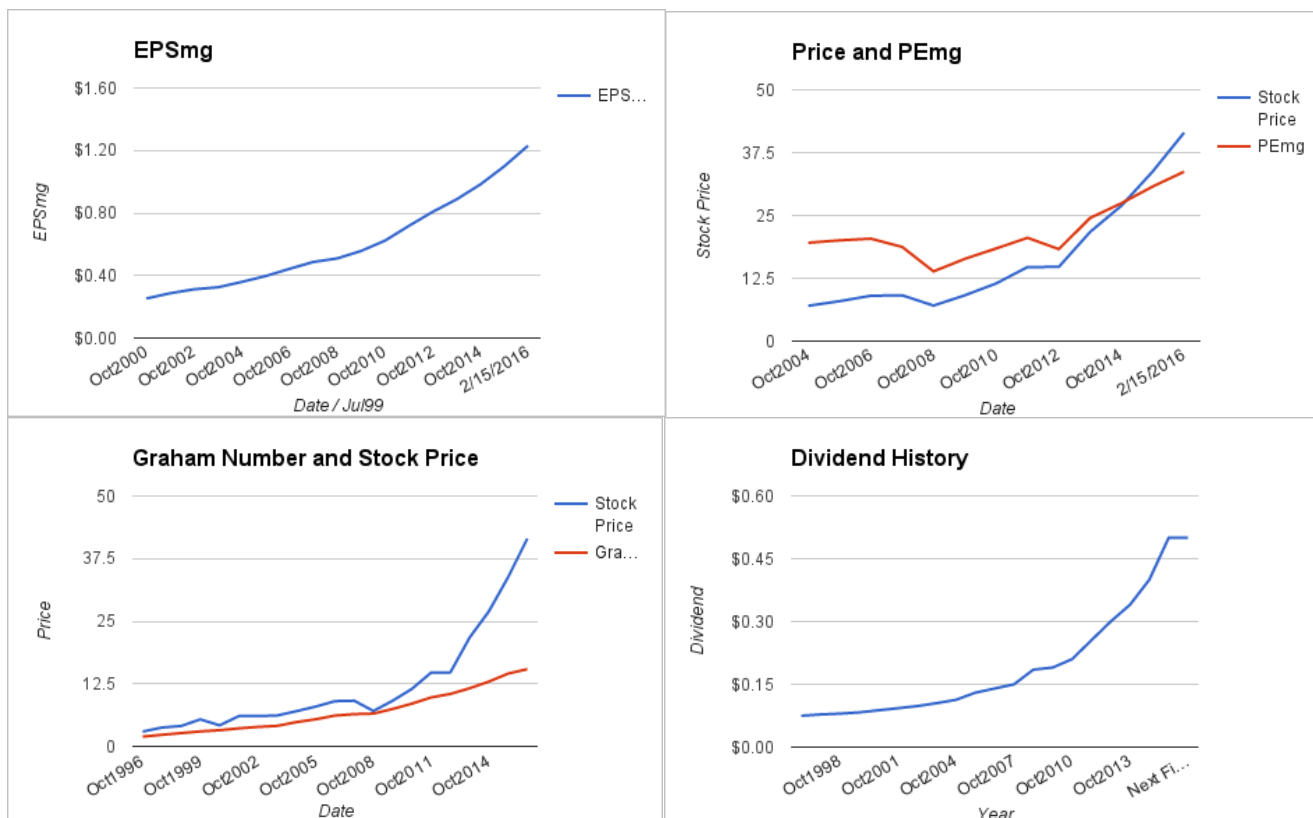 EPSmg
$1.60
$1.20
$0.80
$0.40
$0.00
EPSmg
EPS...
Oct2000
Oct2002
Oct2004
Oct2006
Oct2008
Oct2010
Oct2012
Oct2014
2/15/2016
Date / Jul99
Price and PEmg
50
37.5
25
12.5
0
Stock Price
Stock
Price
PEmg
Oct2004
Oct2006
Oct2008
Oct2010
Oct2012
Oct2014
2/15/2016
Date
Graham Number and Stock Price
50
37.5
25
12.5
0
Price
Stock
Price
Gra...
Oct1996
Oct1999
Oct2002
Oct2005
Oct2008
Oct2011
Oct2014
Date
Dividend History
$0.60
$0.45
$0.30
$0.15
$0.00
Dividend
Oct1998
Oct2001
Oct2004
Oct2007
Oct2010
Oct2013
Next Fi...
Year